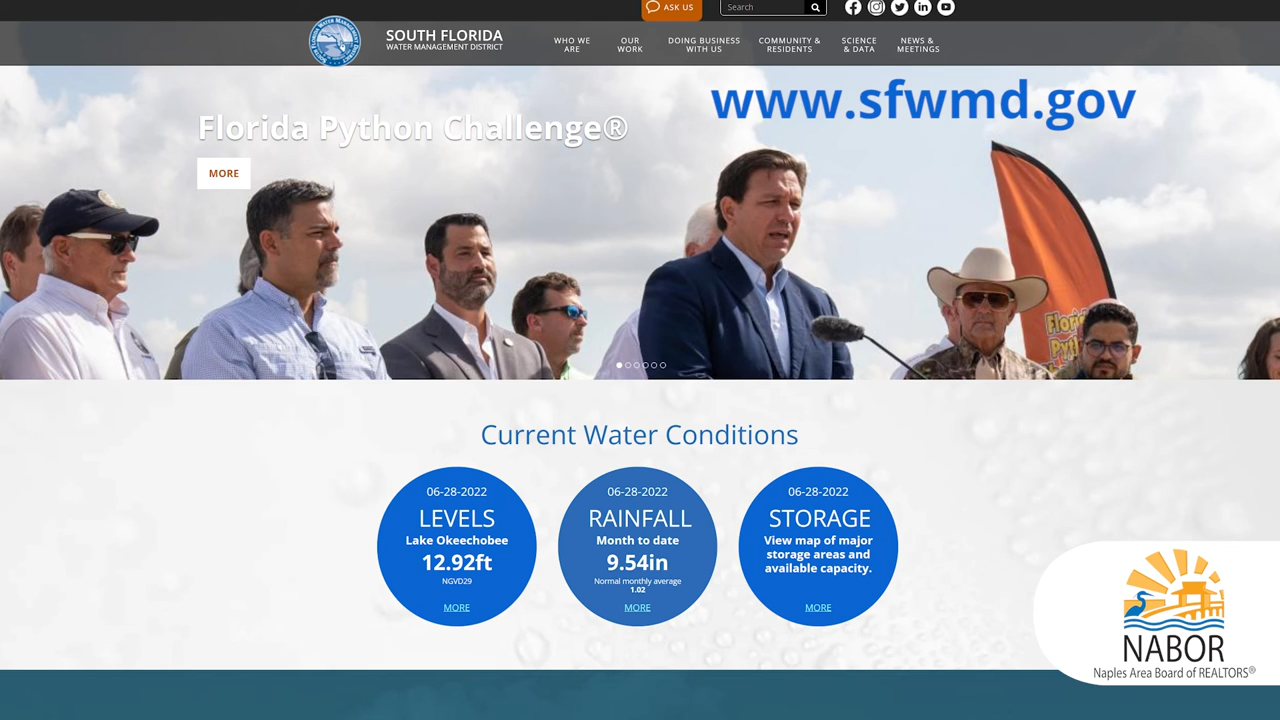 ASK US
Search
SOUTH FLORIDA
WATER MANAGEMENT DISTRICT
WHO WE
ARE
OUR
WORK
DOING BUSINESS
WITH US
COMMUNITY &
RESIDENTS
SCIENCE
& DATA
NEWS &
MEETINGS
www.sfwmd.gov
Florida Python Challenge®
MORE
Current Water Conditions
06-28-2022
LEVELS
Lake Okeechobee
12.92ft
NGVD29
MORE
06-28-2022
RAINFALL
Month to date
9.54in
Normal monthly average
1.02
MORE
06-28-2022
STORAGE
View map of major
storage areas and
available capacity.
MORE
NABOR
Naples Area Board of REALTORS®